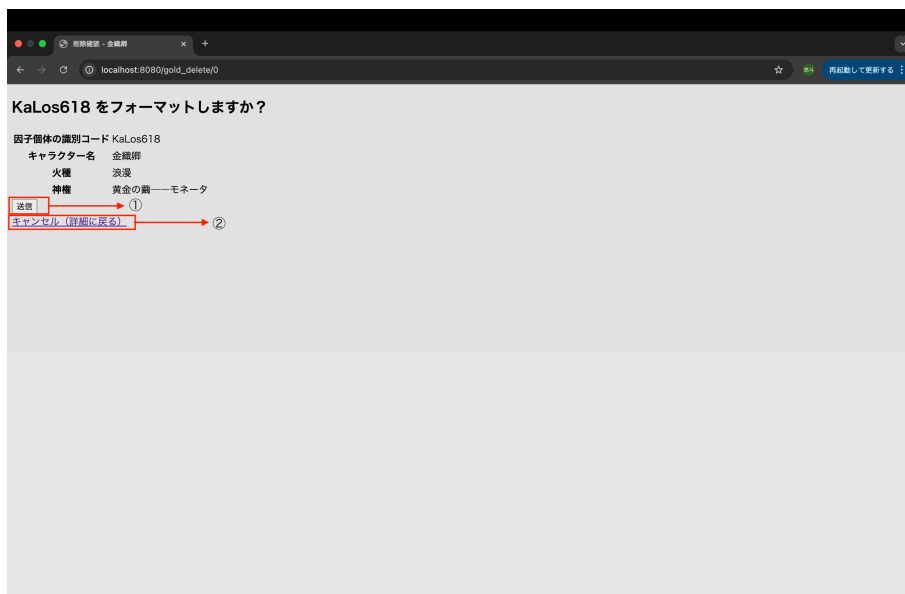 削除確認 - 金織卿
localhost:8080/gold_delete/0
再起動して更新する
KaLos618 をフォーマットしますか？
因子個体の識別コード KaLos618
キャラクター名 金織卿
火種 浪漫
神権 黄金の繭――モネータ
送信 ①
キャンセル（詳細に戻る） ②